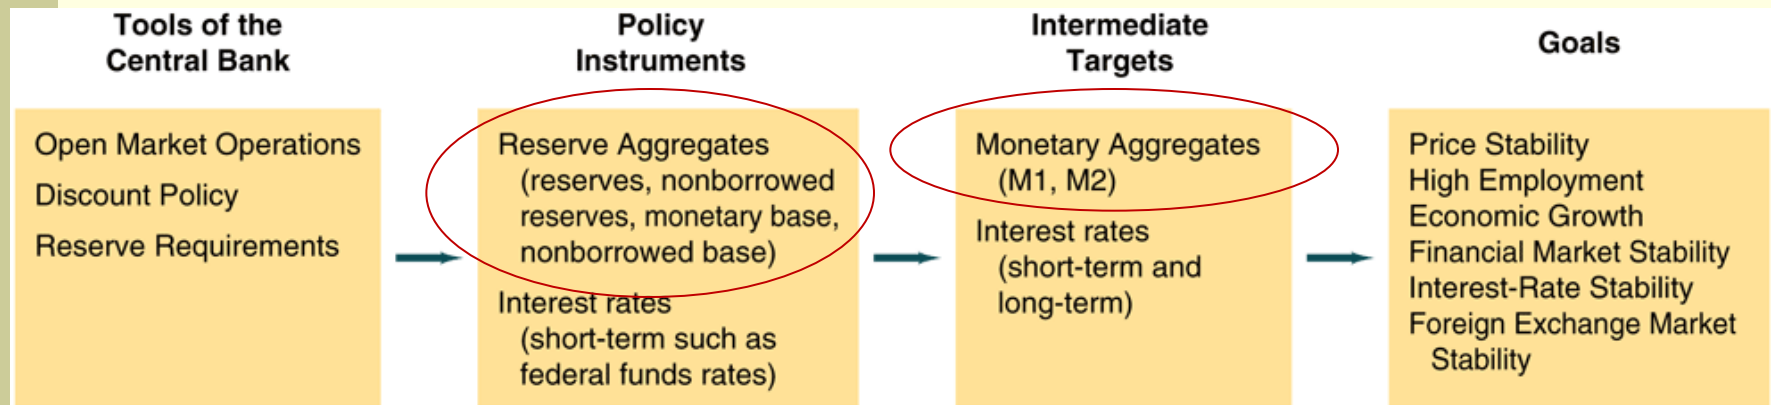 Tools of the
Central Bank
Policy
Instruments
Intermediate
Targets
Goals
Open Market Operations
Discount Policy
Reserve Requirements
Reserve Aggregates
(reserves, nonborrowed
reserves, monetary base,
nonborrowed base)
Interest rates
(short-term such as
federal funds rates)
Monetary Aggregates
(M1, M2)
Interest rates
(short-term and
long-term)
Price Stability
High Employment
Economic Growth
Financial Market Stability
Interest-Rate Stability
Foreign Exchange Market
Stability